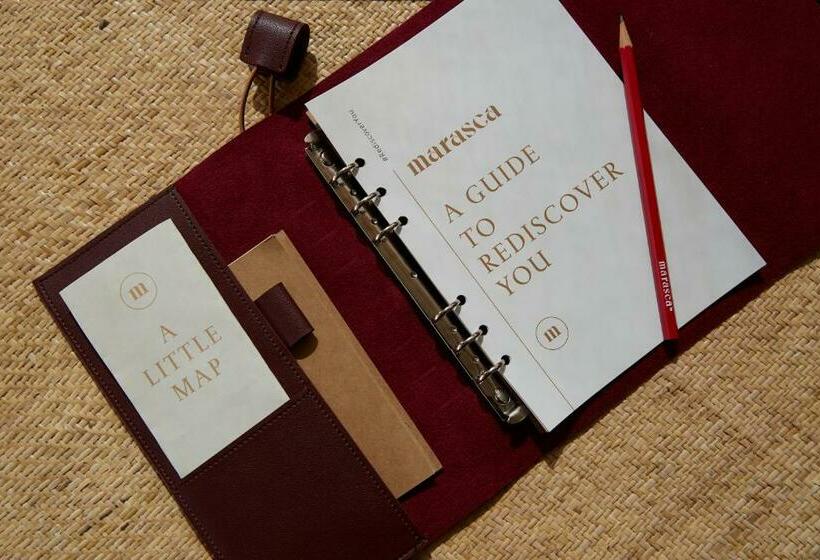 m
A
LITTLE
MAP
#RediscoverYou
marasca
A GUIDE
TO
REDISCOVER
YOU
m
marasca